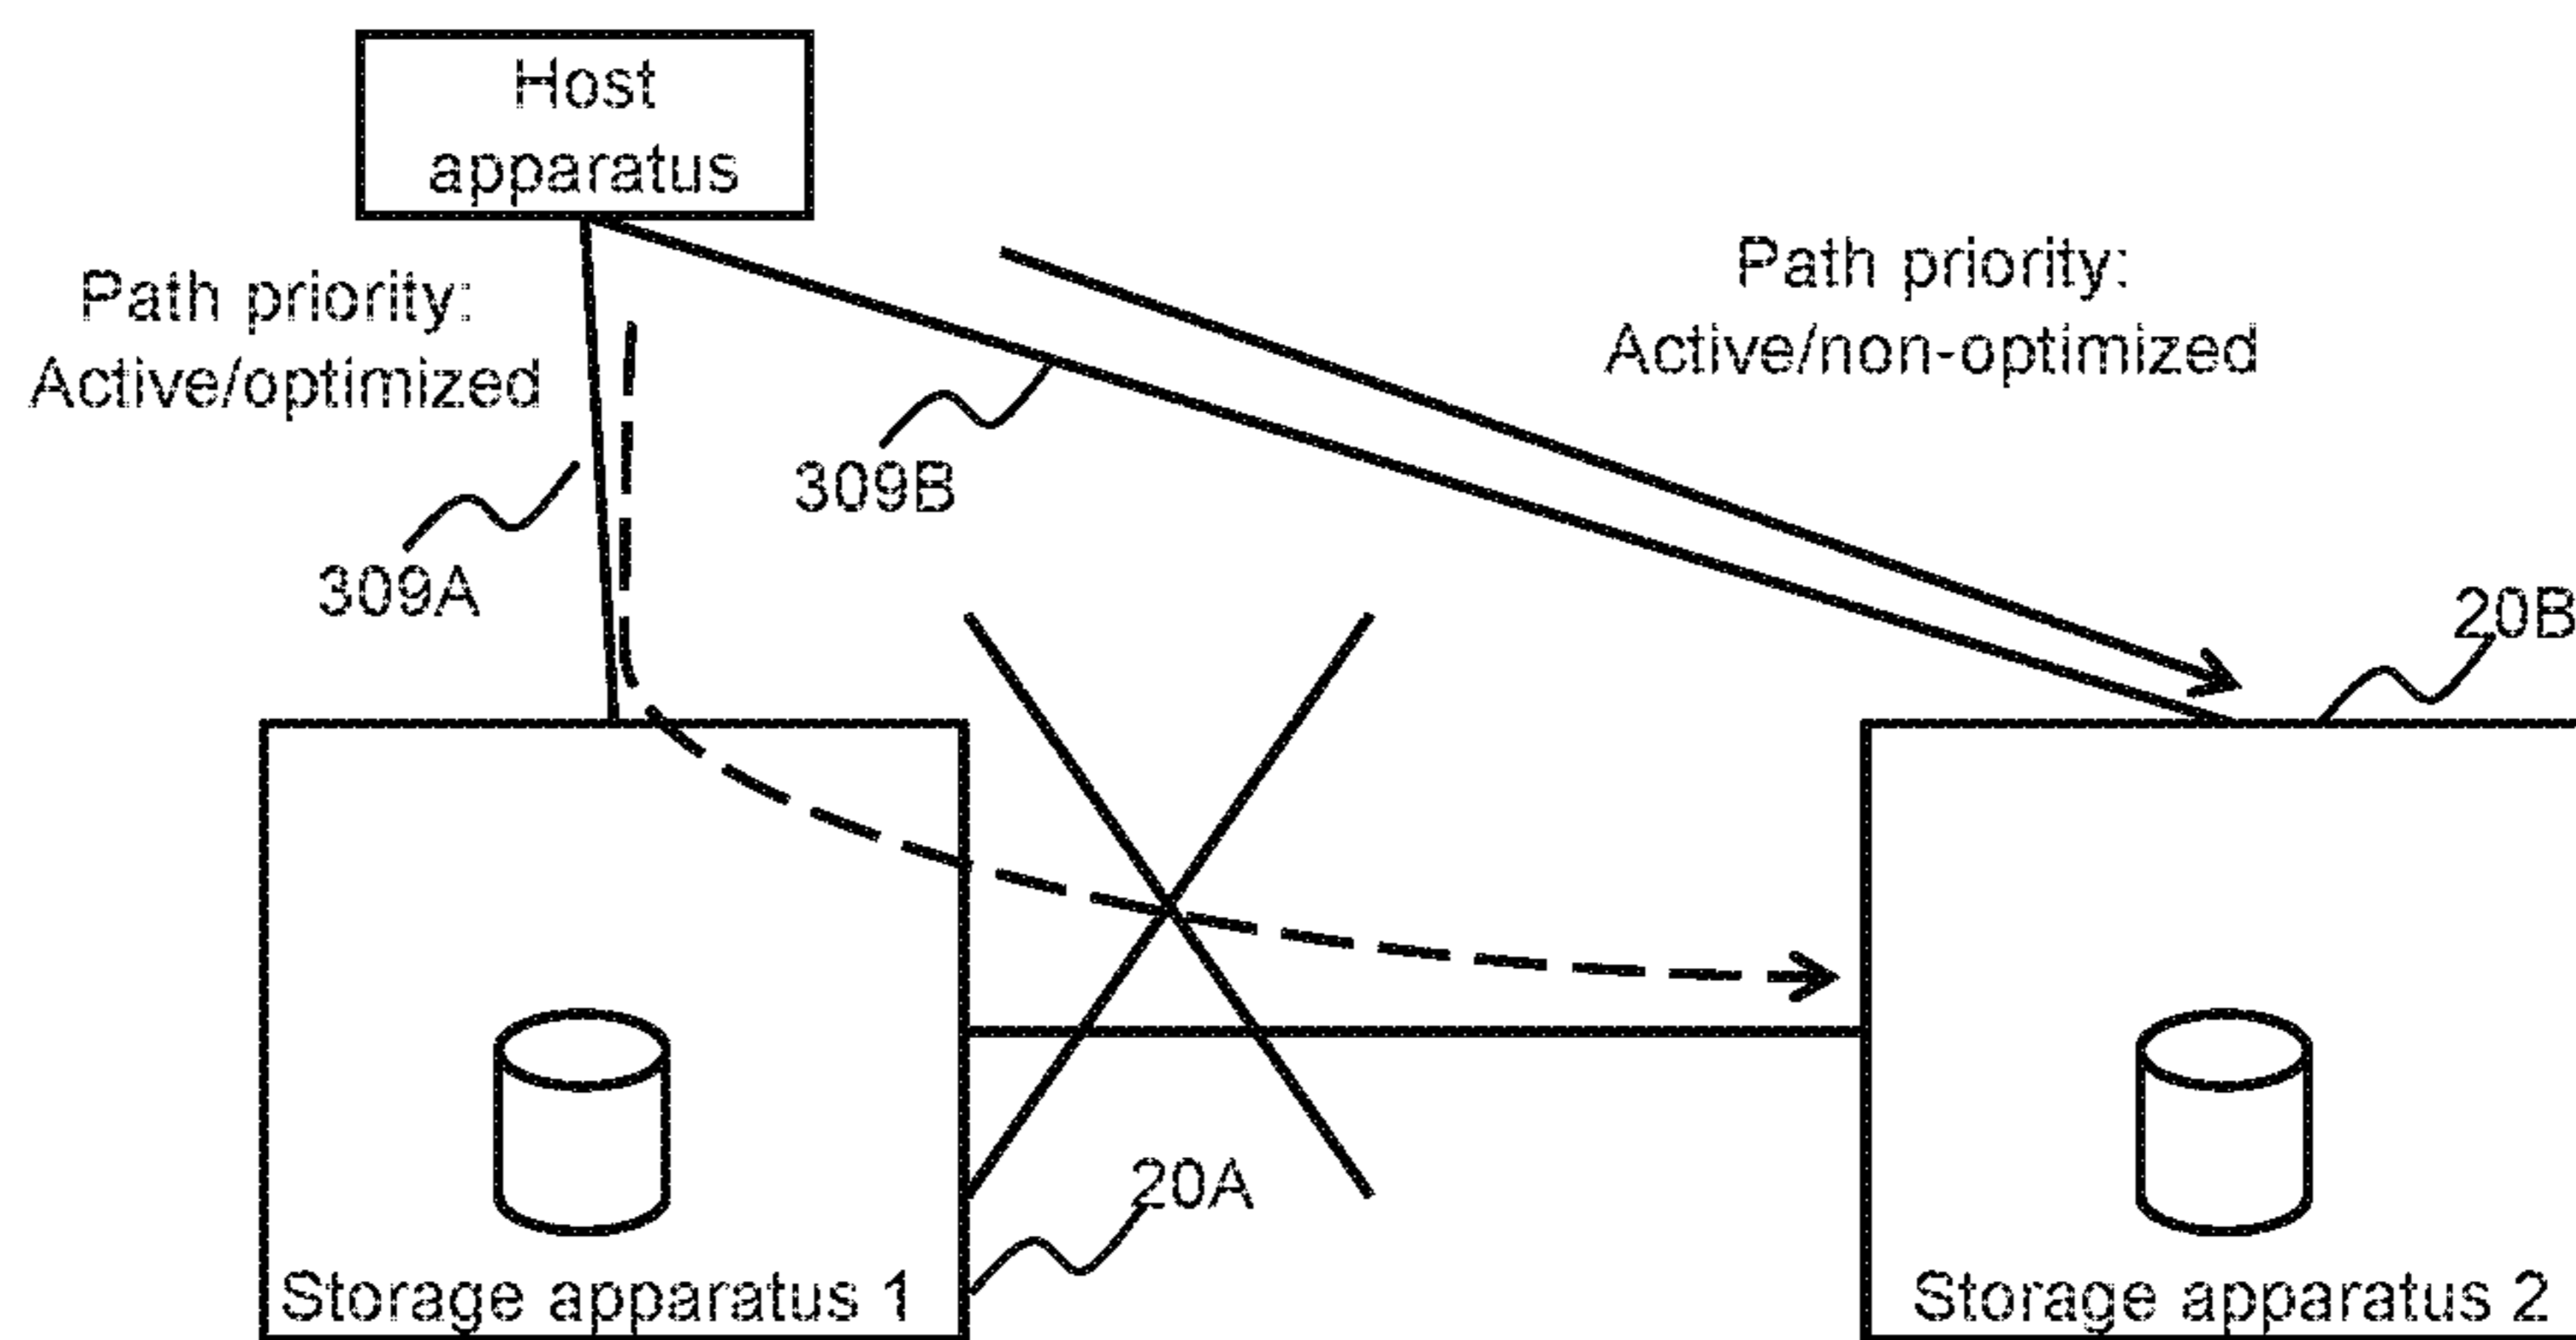 Host
apparatus
Path priority:
Active/optimized
Path priority:
Active/non-optimized
309B
309A
20B
20A
Storage apparatus 1
Storage apparatus 2